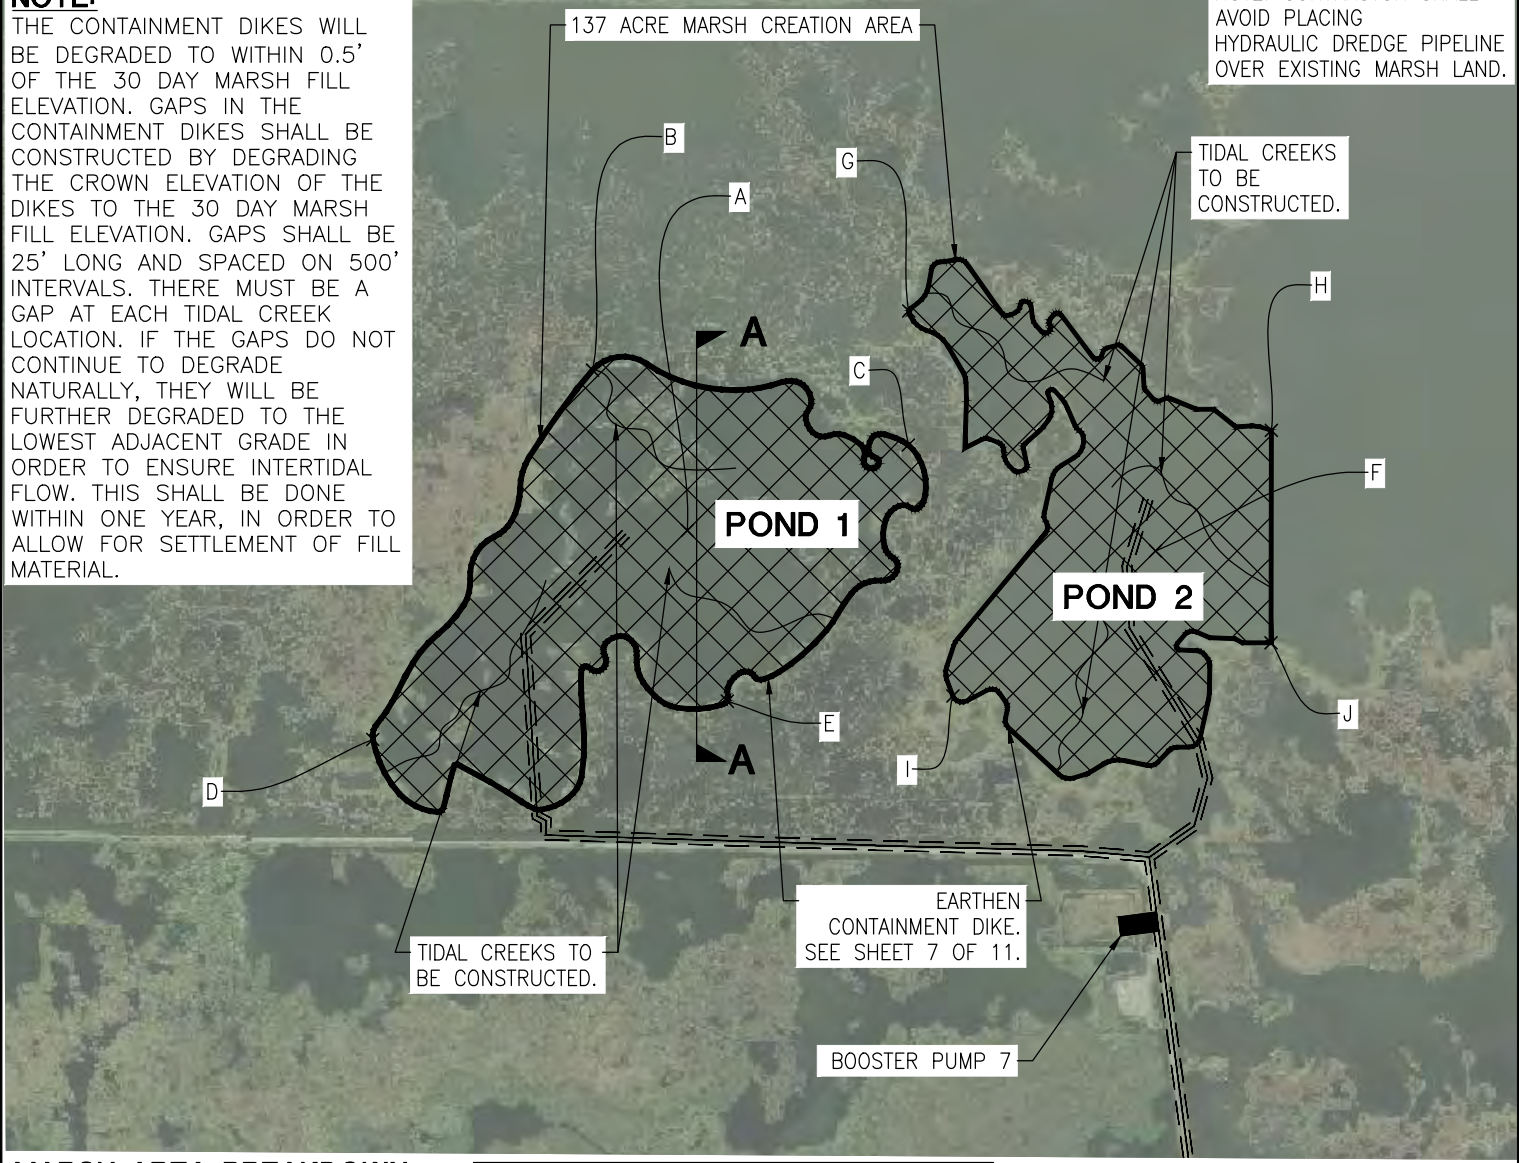 NOTE:
THE CONTAINMENT DIKES WILL
BE DEGRADED TO WITHIN 0.5'
OF THE 30 DAY MARSH FILL
ELEVATION. GAPS IN THE
CONTAINMENT DIKES SHALL BE
CONSTRUCTED BY DEGRADING
THE CROWN ELEVATION OF THE
DIKES TO THE 30 DAY MARSH
FILL ELEVATION. GAPS SHALL BE
25' LONG AND SPACED ON 500'
INTERVALS. THERE MUST BE A
GAP AT EACH TIDAL CREEK
LOCATION. IF THE GAPS DO NOT
CONTINUE TO DEGRADE
NATURALLY, THEY WILL BE
FURTHER DEGRADED TO THE
LOWEST ADJACENT GRADE IN
ORDER TO ENSURE INTERTIDAL
FLOW. THIS SHALL BE DONE
WITHIN ONE YEAR, IN ORDER TO
ALLOW FOR SETTLEMENT OF FILL
MATERIAL.
137 ACRE MARSH CREATION AREA
AVOID PLACING
HYDRAULIC DREDGE PIPELINE
OVER EXISTING MARSH LAND.
B
G
A
TIDAL CREEKS
TO BE
CONSTRUCTED.
H
A
C
F
POND 1
POND 2
E
J
A
I
D
EARTHEN
CONTAINMENT DIKE.
SEE SHEET 7 OF 11.
TIDAL CREEKS TO
BE CONSTRUCTED.
BOOSTER PUMP 7